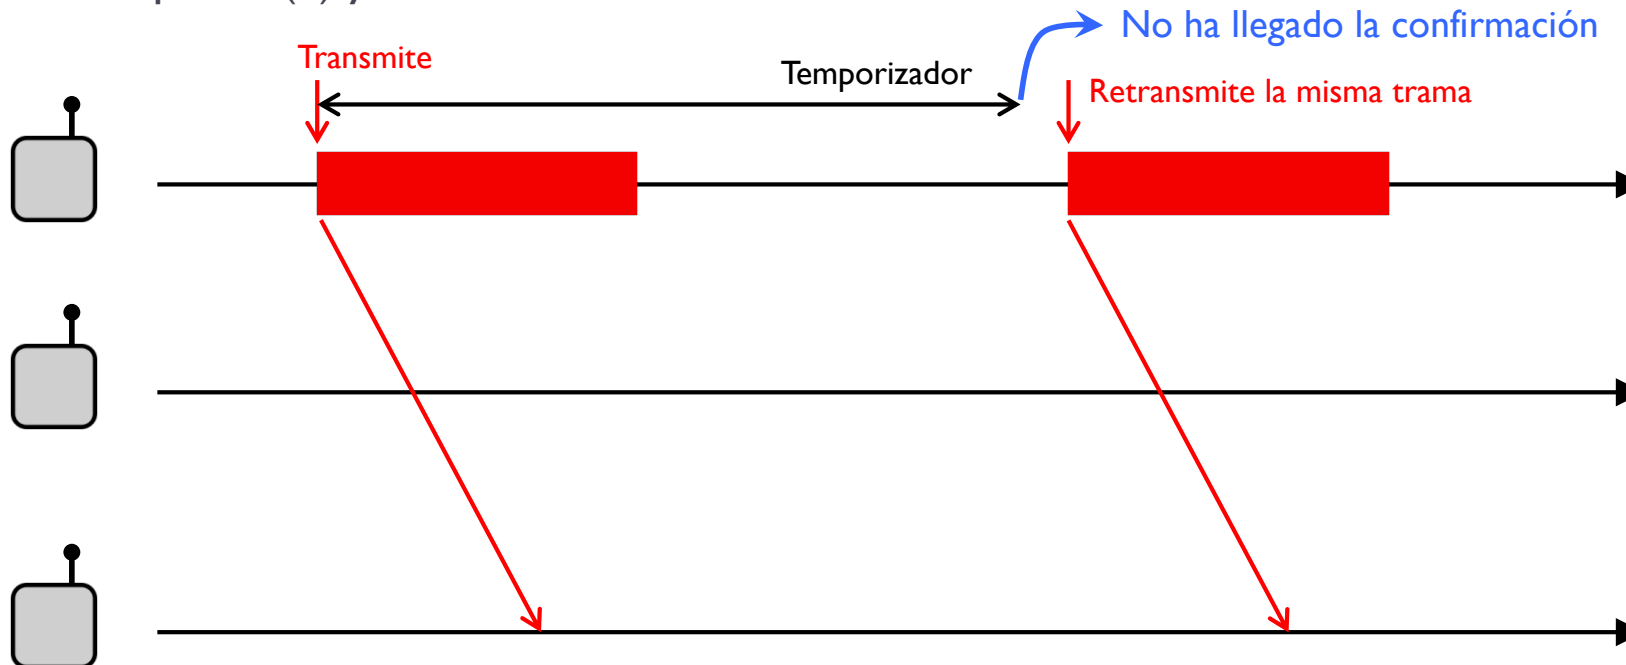 No ha llegado la confirmación
Transmite
Temporizador
Retransmite la misma trama